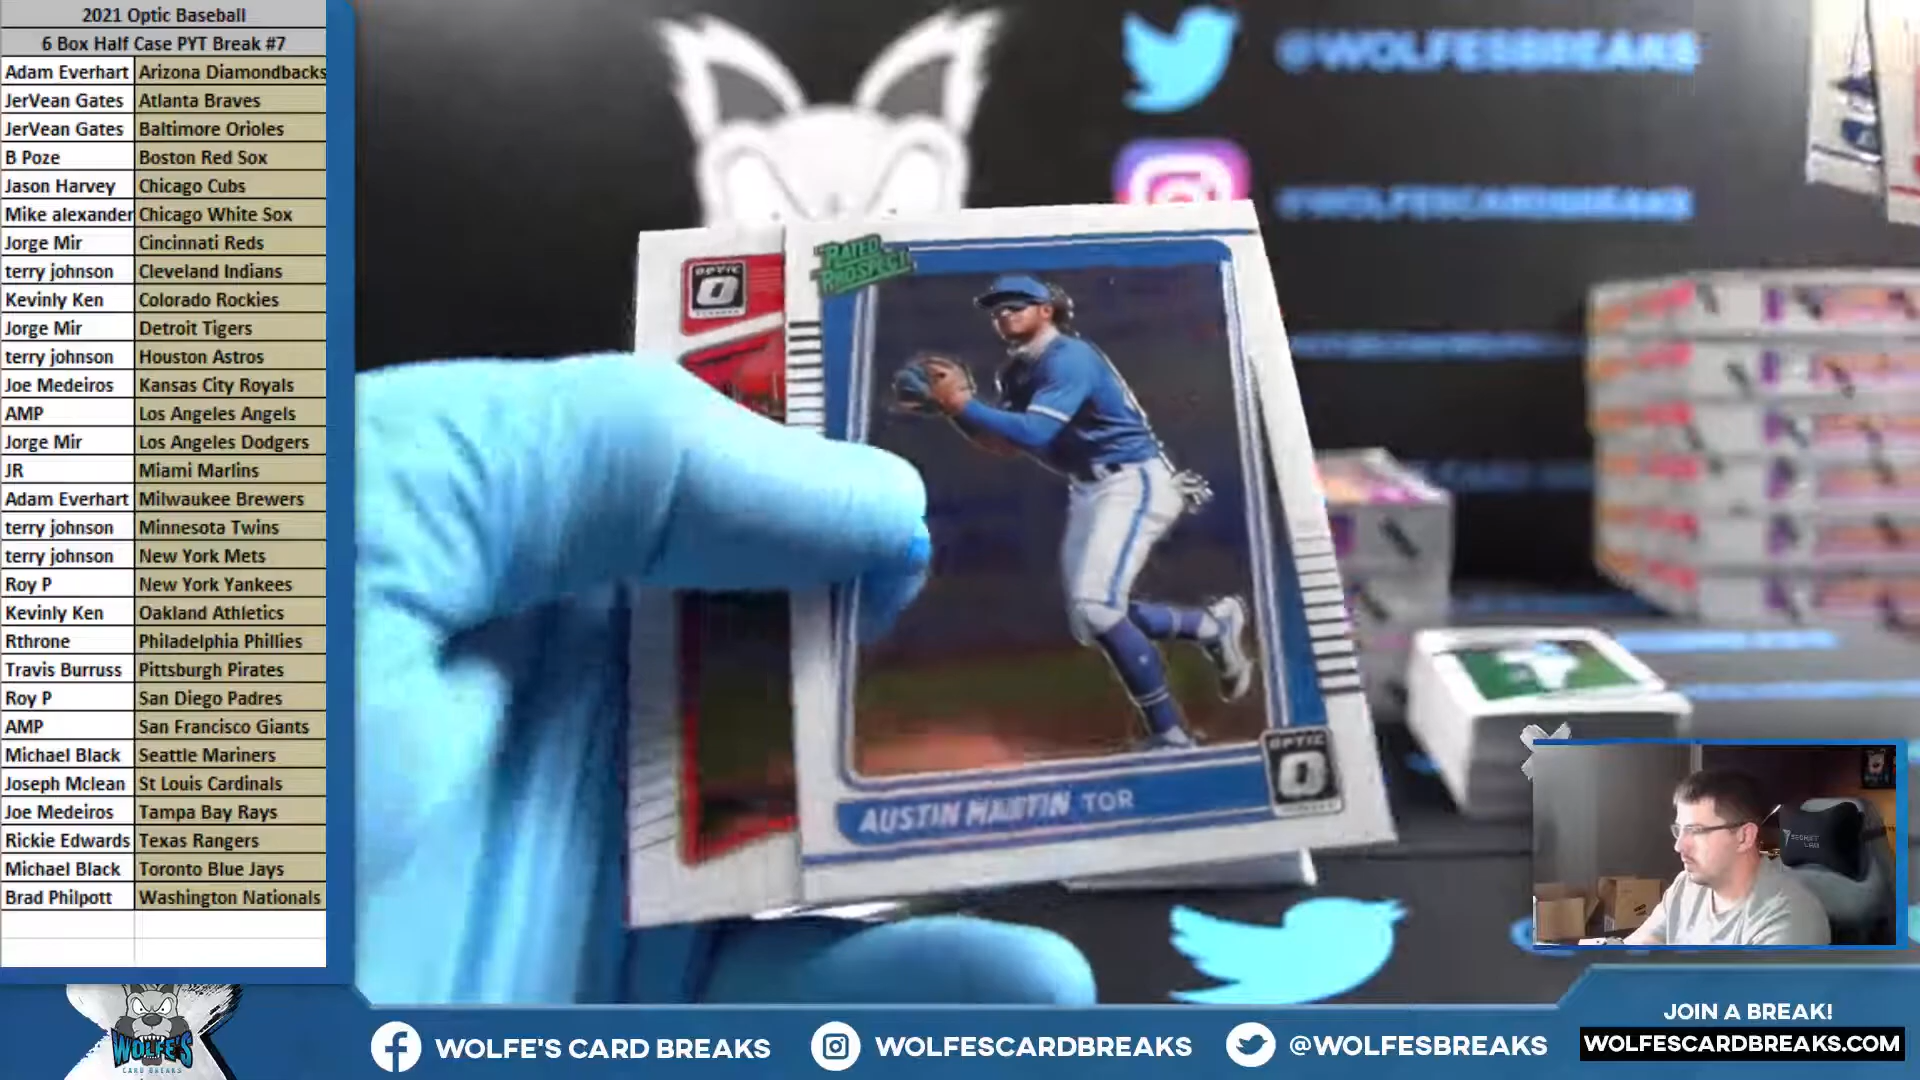 2021 Optic Baseball
6 Box Half Case PYT Break #7
Adam Everhart Arizona Diamondbacks
JerVean Gates Atlanta Braves
JerVean Gates Baltimore Orioles
B Poze Boston Red Sox
Jason Harvey Chicago Cubs
Mike alexander Chicago White Sox
Jorge Mir Cincinnati Reds
terry johnson Cleveland Indians
Kevinly Ken Colorado Rockies
Jorge Mir Detroit Tigers
terry johnson Houston Astros
Joe Medeiros Kansas City Royals
AMP Los Angeles Angels
Jorge Mir Los Angeles Dodgers
JR Miami Marlins
Adam Everhart Milwaukee Brewers
terry johnson Minnesota Twins
terry johnson New York Mets
Roy P New York Yankees
Kevinly Ken Oakland Athletics
Rthrone Philadelphia Phillies
Travis Burruss Pittsburgh Pirates
Roy P San Diego Padres
AMP San Francisco Giants
Michael Black Seattle Mariners
Joseph Mclean St Louis Cardinals
Joe Medeiros Tampa Bay Rays
Rickie Edwards Texas Rangers
Michael Black Toronto Blue Jays
Brad Philpott Washington Nationals
@WOLFESBREAKS
@WOLFESCARDBREAKS
OPTIC
RATED PROSPECT
AUSTIN MARTIN TOR
OPTIC
SECRET LAB
WOLFE'S
CARD BREAKS
WOLFE'S CARD BREAKS
WOLFESCARDBREAKS
@WOLFESBREAKS
JOIN A BREAK!
WOLFESCARDBREAKS.COM